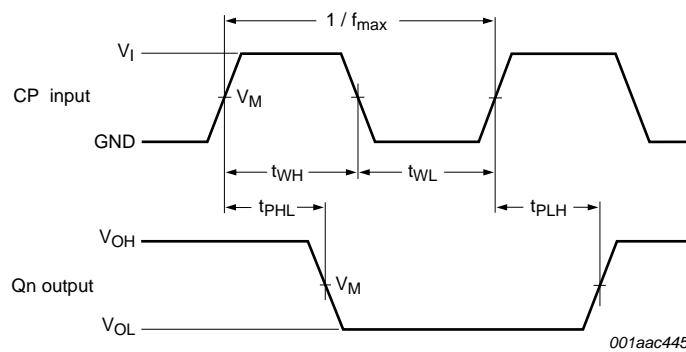 1 / fmax
VI
CP input
VM
GND
tWH
tWL
tPHL
tPLH
VOH
Qn output
VM
VOL
001aac445